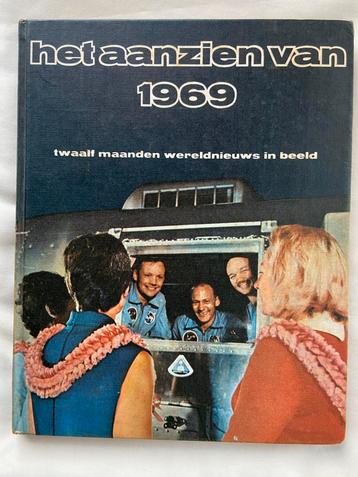 het aanzien van
1969
twaalf maanden wereldnieuws in beeld